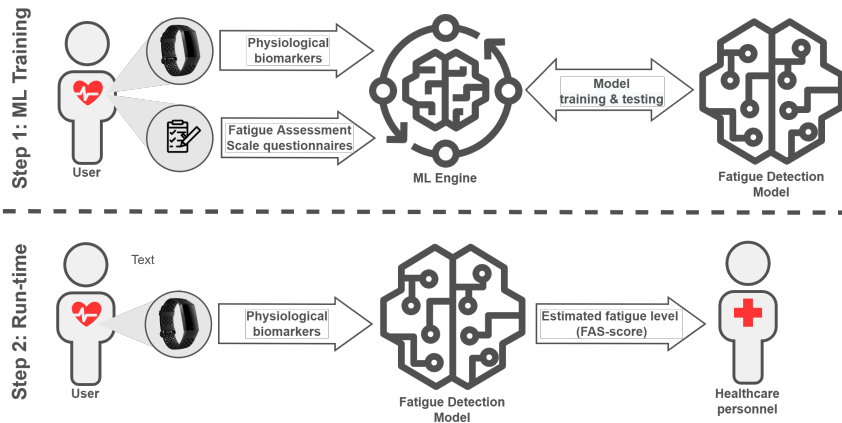 Step 1: ML Training
Physiological
biomarkers
Fatigue Assessment
Scale questionnaires
User
ML Engine
Model
training & testing
Fatigue Detection
Model
Step 2: Run-time
Text
Physiological
biomarkers
User
Fatigue Detection
Model
Estimated fatigue level
(FAS-score)
Healthcare
personnel